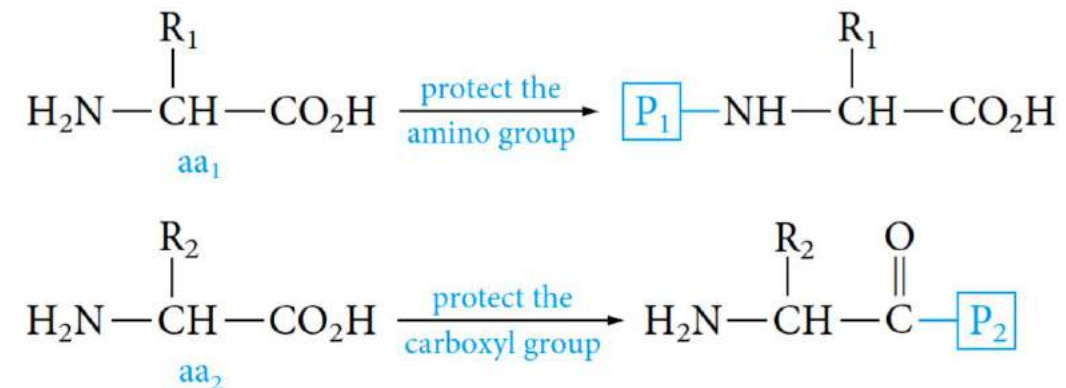 R₁ R₁
H₂N—CH—CO₂H protect the amino group P₁—NH—CH—CO₂H
aa₁
R₂ R₂ O
H₂N—CH—CO₂H protect the carboxyl group H₂N—CH—C—P₂
aa₂